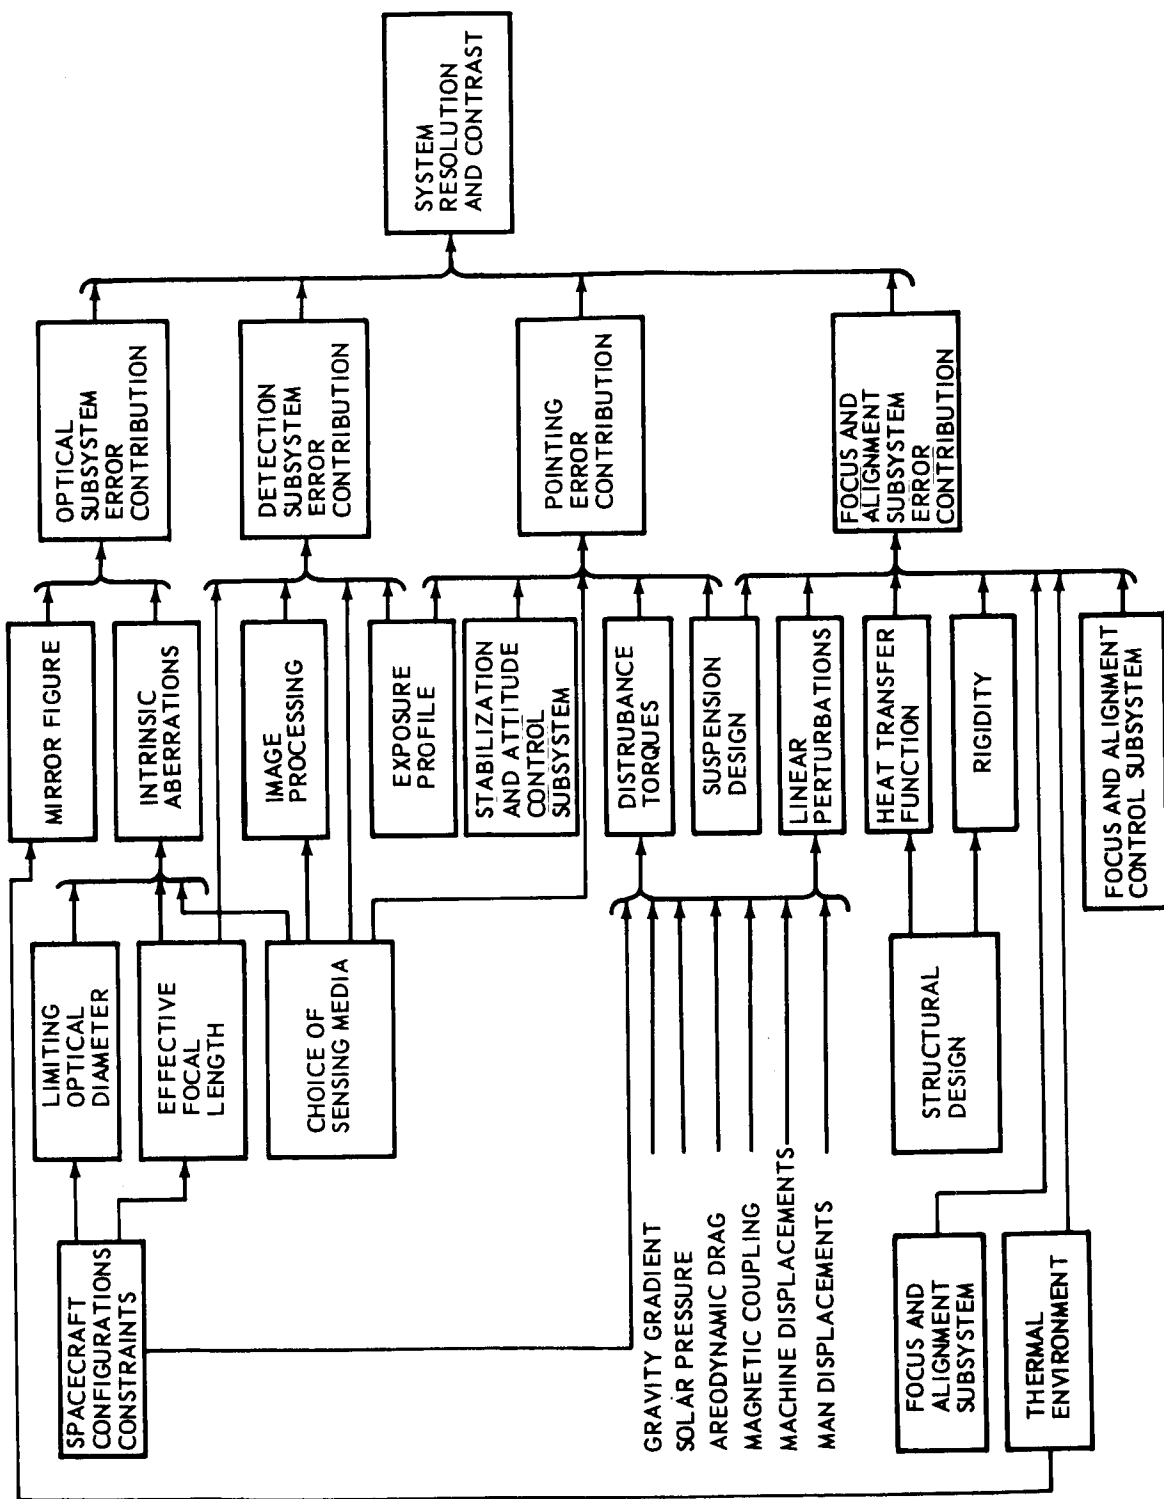 SPACECRAFT
CONFIGURATIONS
CONSTRAINTS
LIMITING
OPTICAL
DIAMETER
EFFECTIVE
FOCAL
LENGTH
CHOICE OF
SENSING MEDIA
MIRROR FIGURE
INTRINSIC
ABERRATIONS
IMAGE
PROCESSING
EXPOSURE
PROFILE
STABILIZATION
AND ATTITUDE
CONTROL
SUBSYSTEM
DISTRUBANCE
TORQUES
SUSPENSION
DESIGN
LINEAR
PERTURBATIONS
HEAT TRANSFER
FUNCTION
RIGIDITY
FOCUS AND ALIGNMENT
CONTROL SUBSYSTEM
GRAVITY GRADIENT
SOLAR PRESSURE
AREODYNAMIC DRAG
MAGNETIC COUPLING
MACHINE DISPLACEMENTS
MAN DISPLACEMENTS
STRUCTURAL
DESIGN
FOCUS AND
ALIGNMENT
SUBSYSTEM
THERMAL
ENVIRONMENT
OPTICAL
SUBSYSTEM
ERROR
CONTRIBUTION
DETECTION
SUBSYSTEM
ERROR
CONTRIBUTION
POINTING
ERROR
CONTRIBUTION
FOCUS AND
ALIGNMENT
SUBSYSTEM
ERROR
CONTRIBUTION
SYSTEM
RESOLUTION
AND CONTRAST